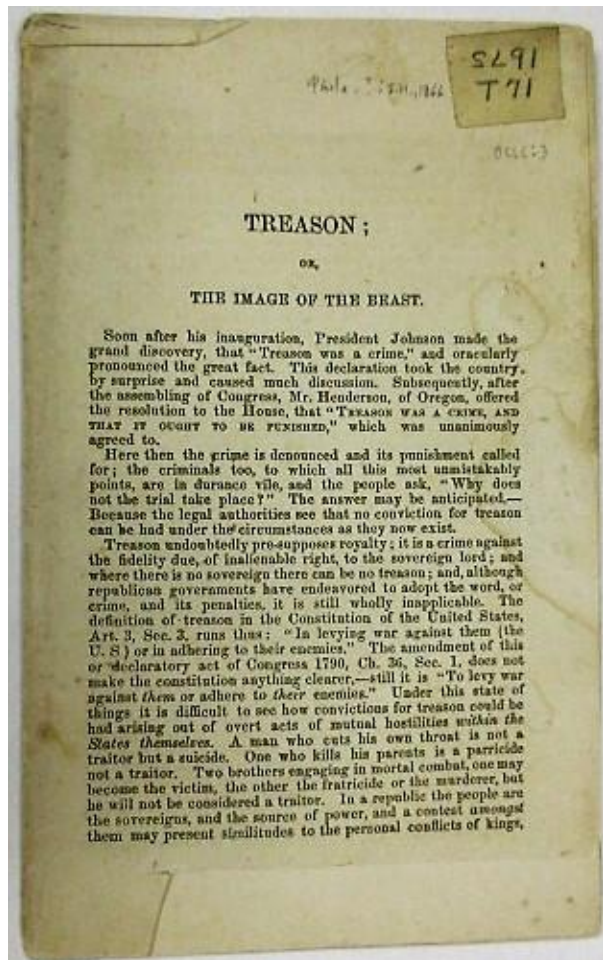 SL91
T71
TREASON;
OR,
THE IMAGE OF THE BEAST.
Soon after his inauguration, President Johnson made the
grand discovery, that "Treason was a crime," and oracularly
pronounced the great fact. This declaration took the country,
by surprise and caused much discussion. Subsequently, after
the assembling of Congress, Mr. Henderson, of Oregon, offered
the resolution to the House, that "TREASON WAS A CRIME, AND
THAT IT OUGHT TO BE PUNISHED," which was unanimously
agreed to.
Here then the crime is denounced and its punishment called
for; the criminals too, to which all this most unmistakably
points, are in durance vile, and the people ask, "Why does
not the trial take place?" The answer may be anticipated,—
Because the legal authorities see that no conviction for treason
can be had under the circumstances as they now exist.
Treason undoubtedly pre-supposes royalty; it is a crime against
the fidelity due, of inalienable right, to the sovereign lord; and
where there is no sovereign there can be no treason; and, although
republican governments have endeavored to adopt the word, or
crime, and its penalties, it is still wholly inapplicable. The
definition of treason in the Constitution of the United States,
Art. 3, Sec. 3, runs thus: "In levying war against them (the
U. S) or in adhering to their enemies." The amendment of this
or declaratory act of Congress 1790, Ch. 36, Sec. 1, does not
make the constitution anything clearer,—still it is "To levy war
against them or adhere to their enemies." Under this state of
things it is difficult to see how convictions for treason could be
had arising out of overt acts of mutual hostilities within the
States themselves. A man who cuts his own throat is not a
traitor but a suicide. One who kills his parents is a parricide
not a traitor. Two brothers engaging in mortal combat, one may
become the victim, the other the fratricide or the murderer, but
he will not be considered a traitor. In a republic the people are
the sovereigns, and the source of power, and a contest amongst
them may present similitudes to the personal conflicts of kings,